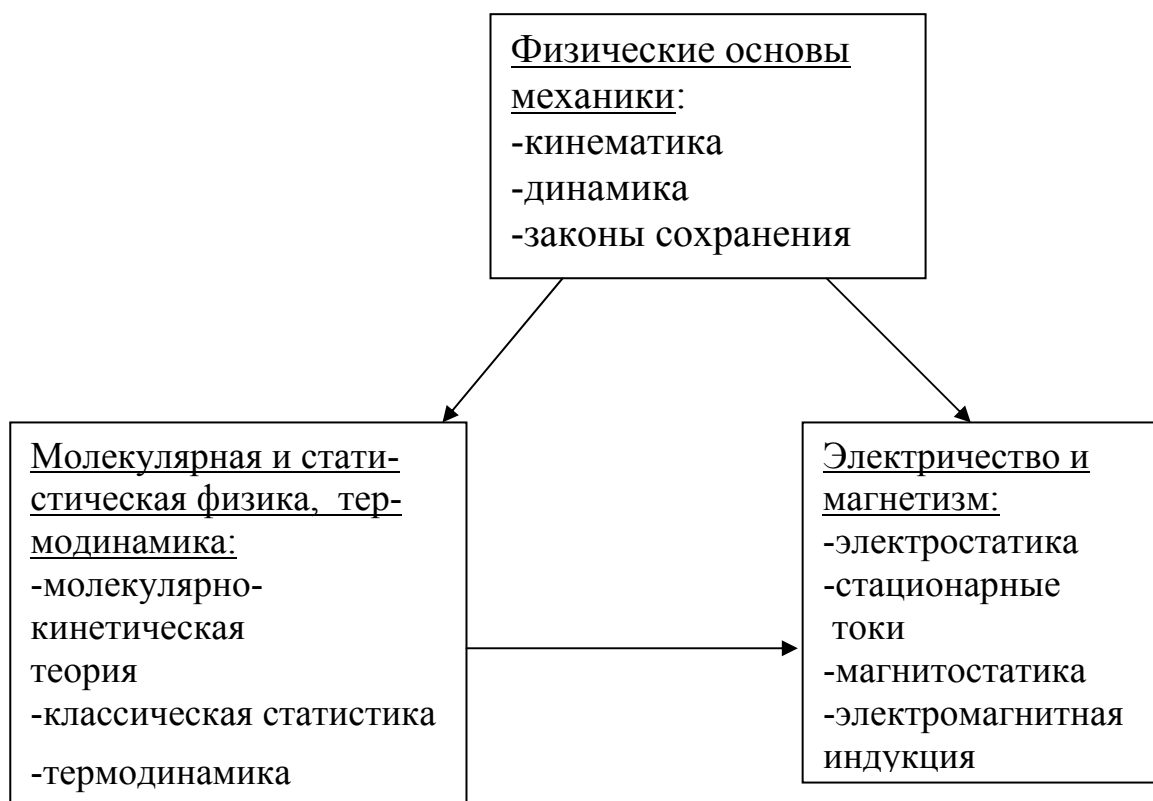 Физические основы
механики:
-кинематика
-динамика
-законы сохранения
Молекулярная и стати-
стическая физика, тер-
модинамика:
-молекулярно-
кинетическая
теория
-классическая статистика
-термодинамика
Электричество и
магнетизм:
-электростатика
-стационарные
токи
-магнитостатика
-электромагнитная
индукция